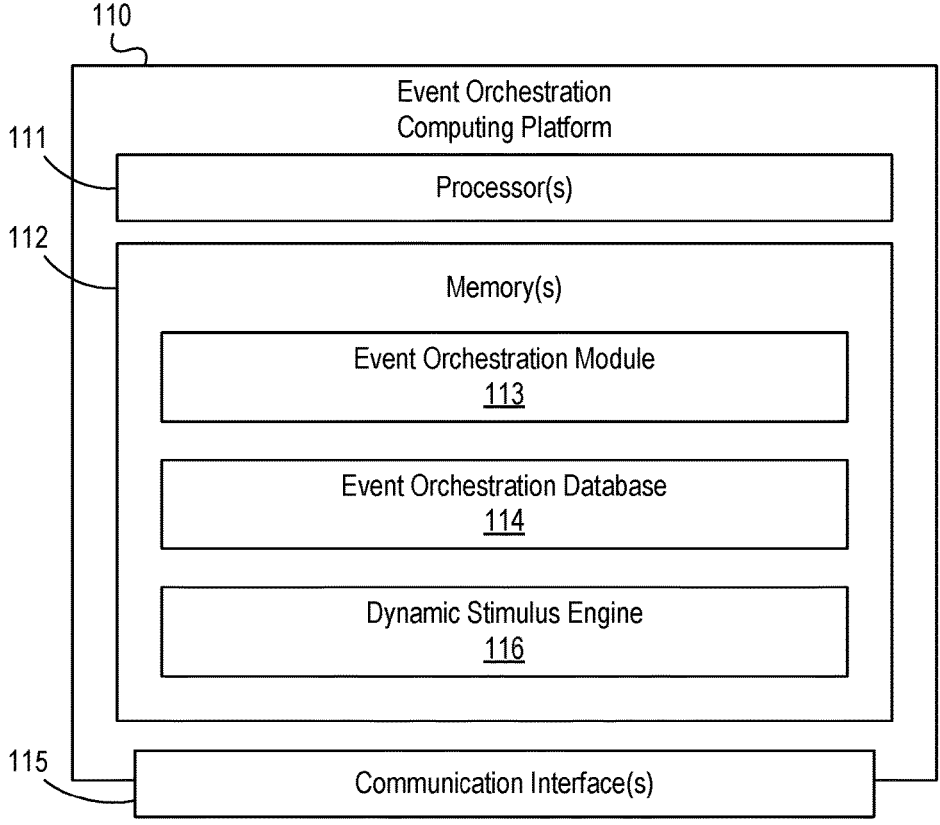 110
Event Orchestration
Computing Platform
111
Processor(s)
112
Memory(s)
Event Orchestration Module
113
Event Orchestration Database
114
Dynamic Stimulus Engine
116
115
Communication Interface(s)